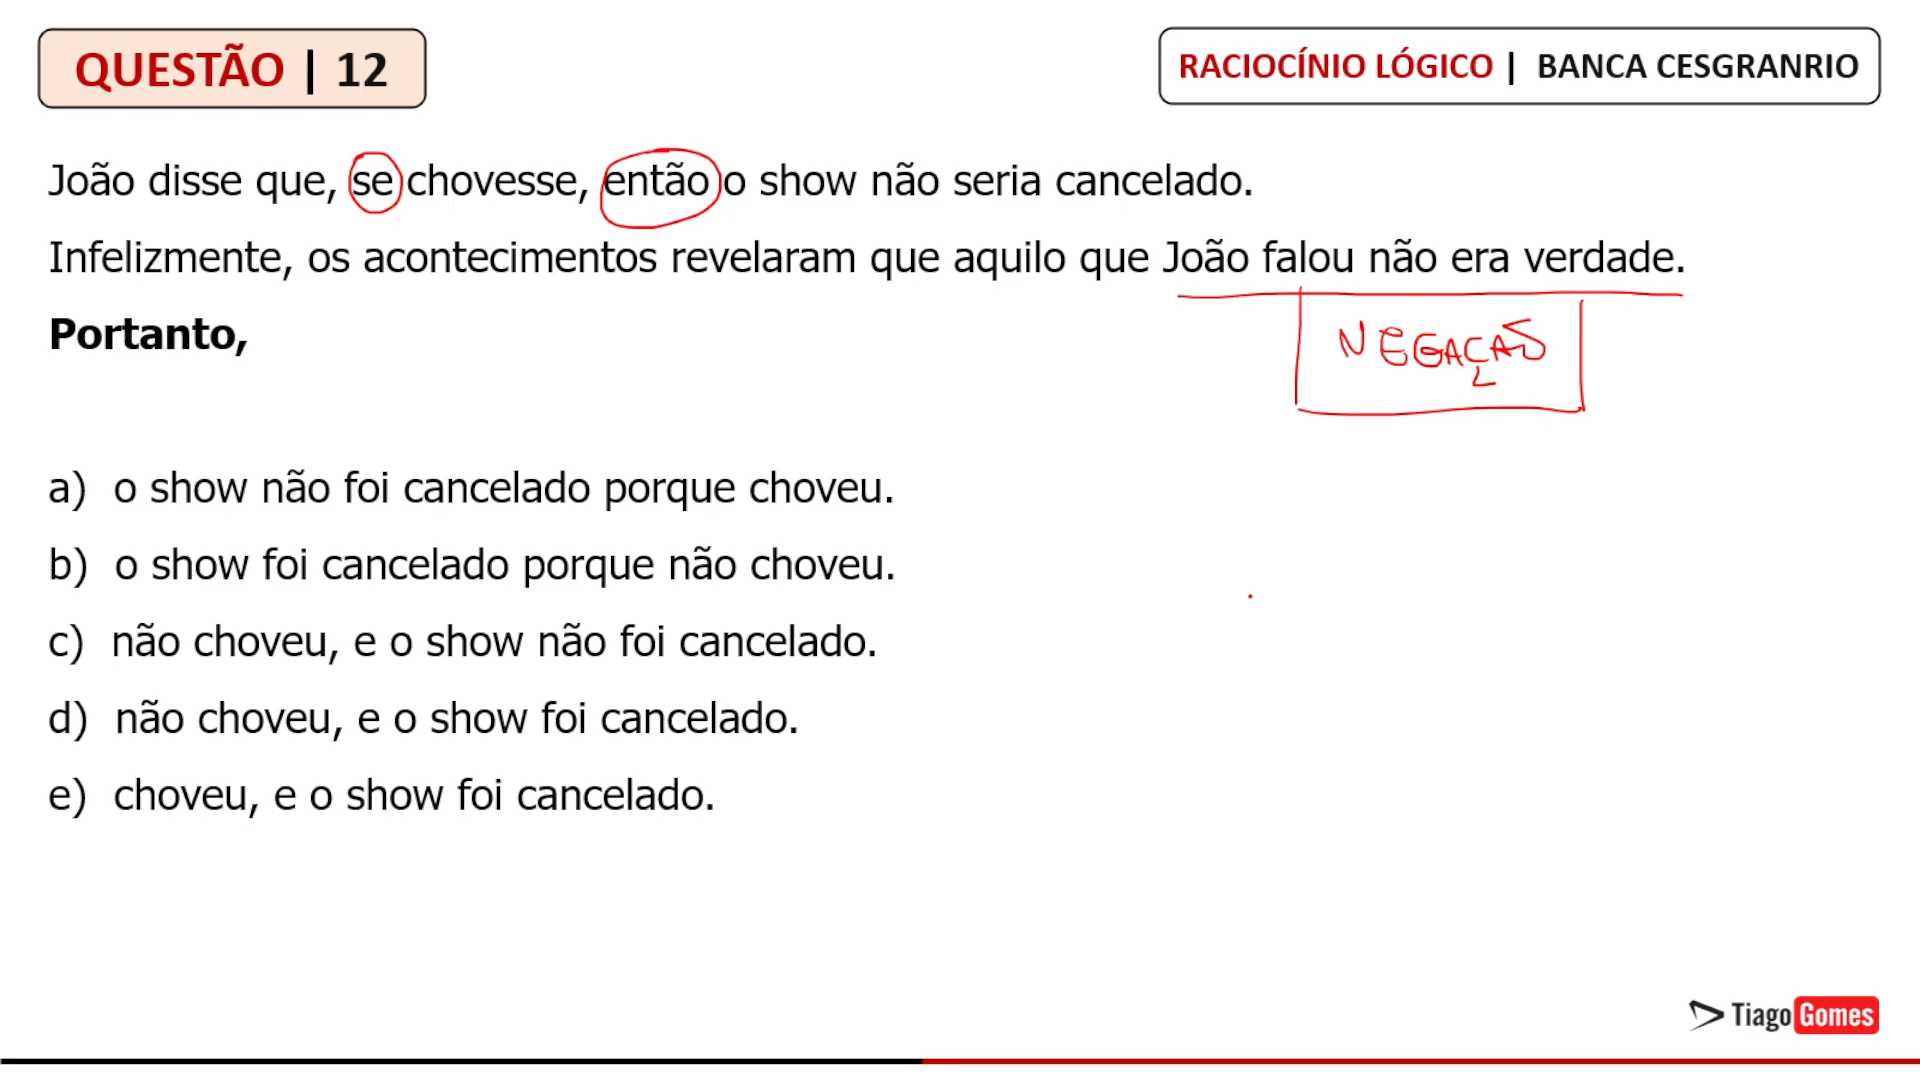 QUESTÃO | 12
RACIOCÍNIO LÓGICO | BANCA CESGRANRIO
João disse que, se chovesse, então o show não seria cancelado.
Infelizmente, os acontecimentos revelaram que aquilo que João falou não era verdade.
Portanto,
NEGAÇÃO
a) o show não foi cancelado porque choveu.
b) o show foi cancelado porque não choveu.
c) não choveu, e o show não foi cancelado.
d) não choveu, e o show foi cancelado.
e) choveu, e o show foi cancelado.
Tiago Gomes